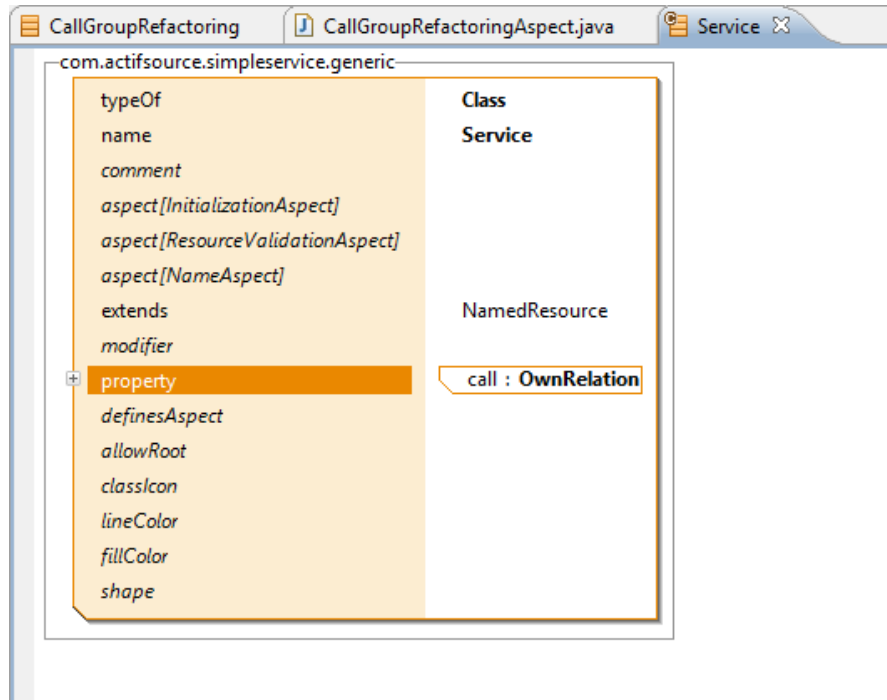 CallGroupRefactoring CallGroupRefactoringAspect.java Service
com.actifsource.simpleservice.generic
typeOf Class
name Service
comment
aspect[InitializationAspect]
aspect[ResourceValidationAspect]
aspect[NameAspect]
extends NamedResource
modifier
property call : OwnRelation
definesAspect
allowRoot
classIcon
lineColor
fillColor
shape